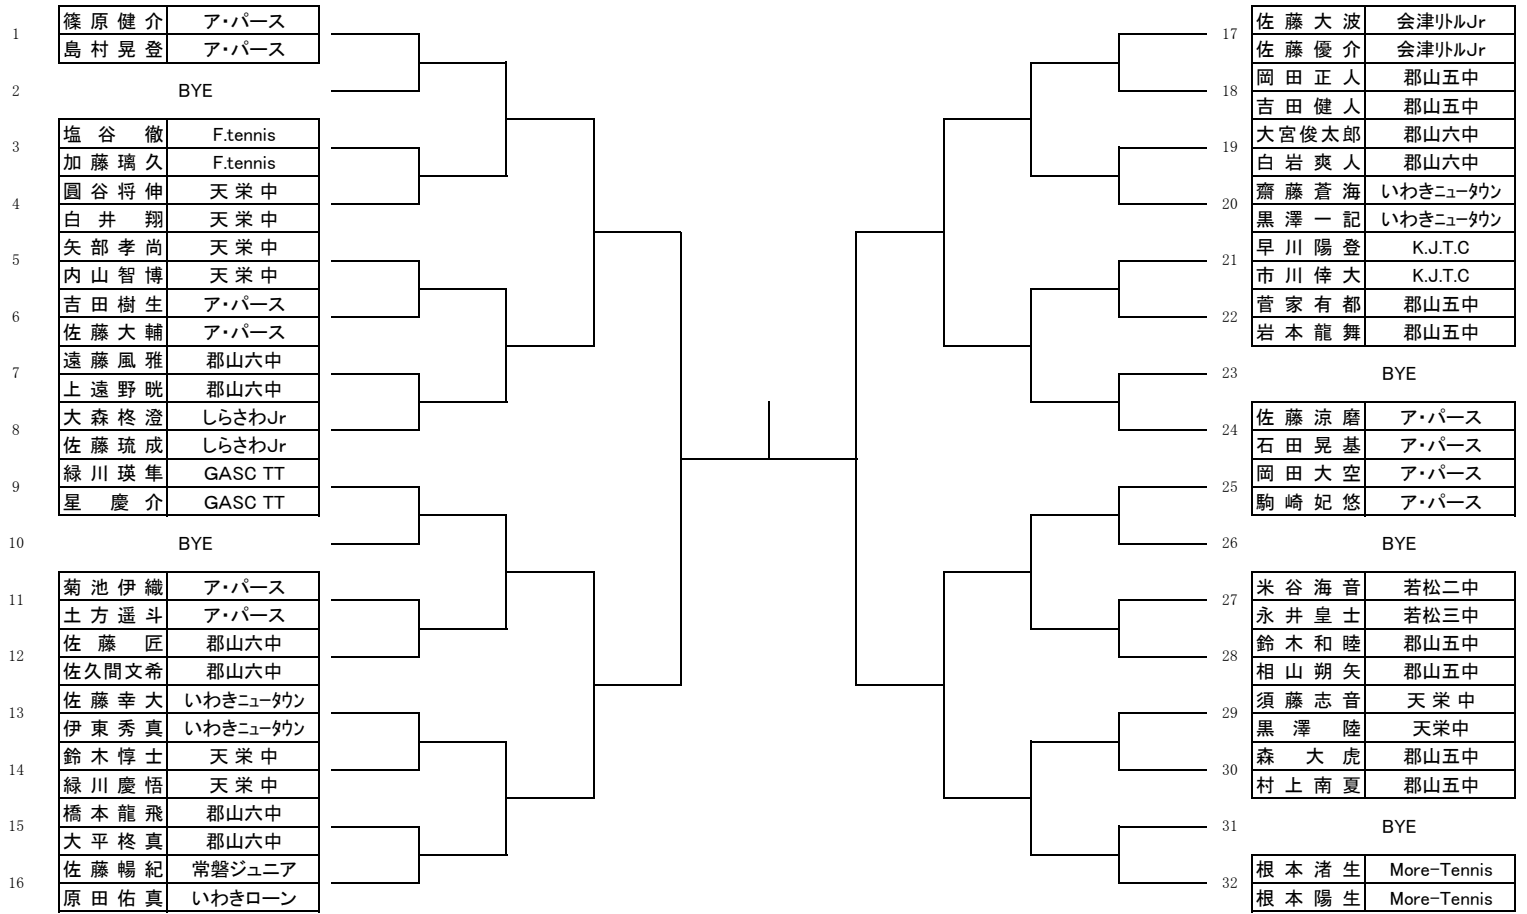 1 篠原健介 ア・パース
島村晃登 ア・パース
2 BYE
3 塩谷徹 F.tennis
加藤璃久 F.tennis
4 圓谷将伸 天栄中
白井翔 天栄中
5 矢部孝尚 天栄中
内山智博 天栄中
6 吉田樹生 ア・パース
佐藤大輔 ア・パース
7 遠藤風雅 郡山六中
上遠野晄 郡山六中
8 大森柊澄 しらさわJr
佐藤琉成 しらさわJr
9 緑川瑛隼 GASC TT
星慶介 GASC TT
10 BYE
11 菊池伊織 ア・パース
土方遥斗 ア・パース
12 佐藤匠 郡山六中
佐久間文希 郡山六中
13 佐藤幸大 いわきﾆｭｰﾀｳﾝ
伊東秀真 いわきﾆｭｰﾀｳﾝ
14 鈴木惇士 天栄中
緑川慶悟 天栄中
15 橋本龍飛 郡山六中
大平柊真 郡山六中
16 佐藤暢紀 常磐ジュニア
原田佑真 いわきローン
17 佐藤大波 会津ﾘﾄﾙJr
佐藤優介 会津ﾘﾄﾙJr
18 岡田正人 郡山五中
吉田健人 郡山五中
19 大宮俊太郎 郡山六中
白岩爽人 郡山六中
20 齋藤蒼海 いわきﾆｭｰﾀｳﾝ
黒澤一記 いわきﾆｭｰﾀｳﾝ
21 早川陽登 K.J.T.C
市川倖大 K.J.T.C
22 菅家有都 郡山五中
岩本龍舞 郡山五中
23 BYE
24 佐藤涼磨 ア・パース
石田晃基 ア・パース
25 岡田大空 ア・パース
駒崎妃悠 ア・パース
26 BYE
27 米谷海音 若松二中
永井皇士 若松三中
28 鈴木和睦 郡山五中
相山朔矢 郡山五中
29 須藤志音 天栄中
黒澤陸 天栄中
30 森大虎 郡山五中
村上南夏 郡山五中
31 BYE
32 根本渚生 More-Tennis
根本陽生 More-Tennis